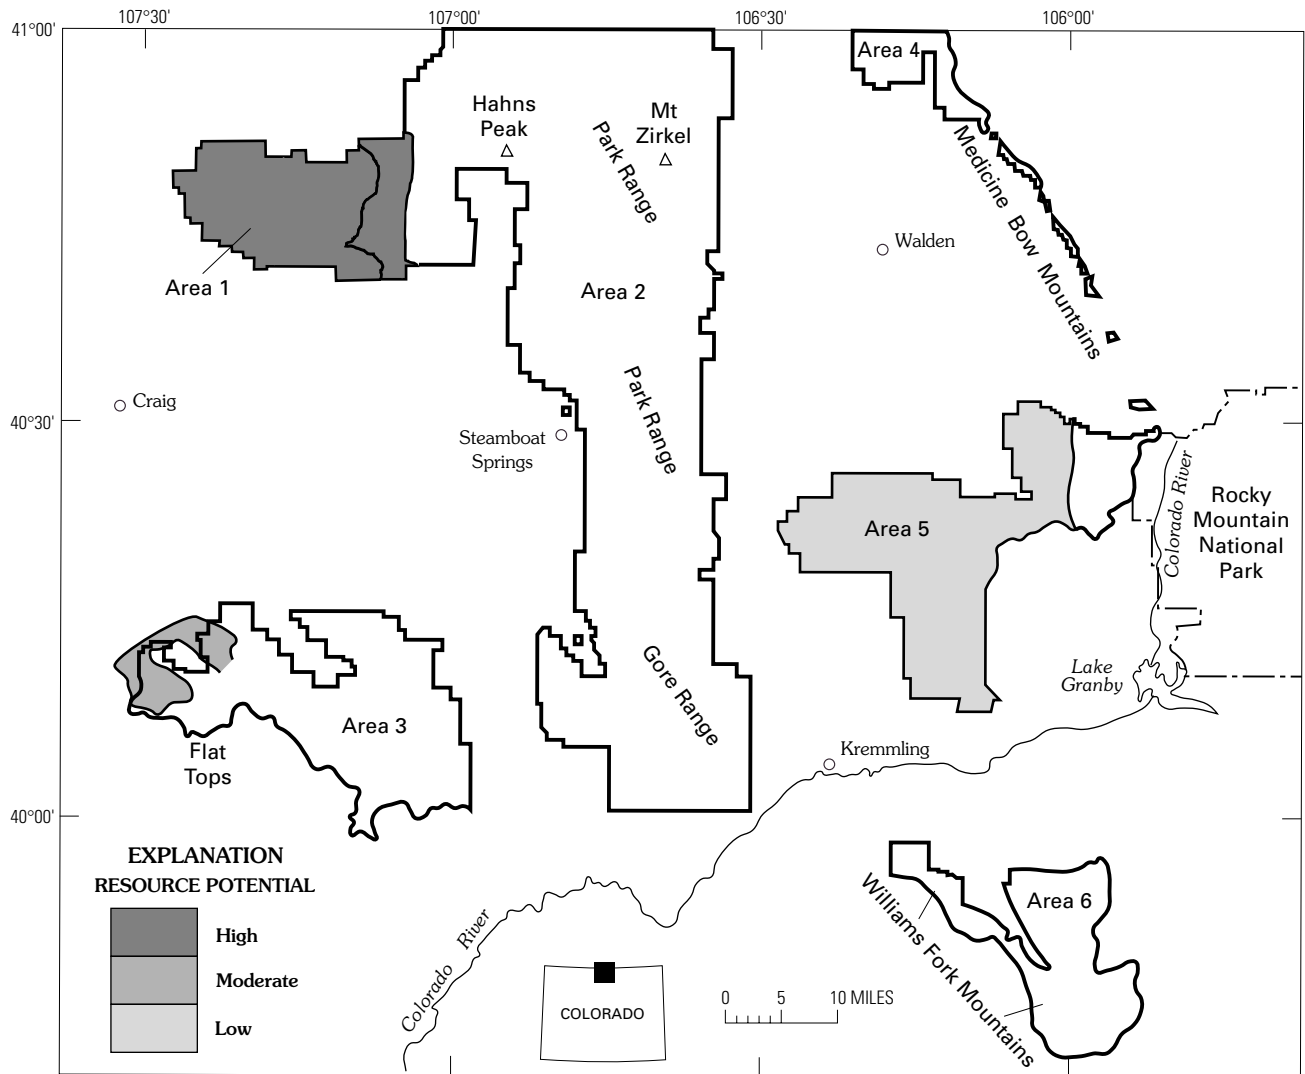 107°30'
107°00'
106°30'
106°00'
41°00'
Area 4
Hahns
Peak
Mt
Zirkel
Park Range
Medicine Bow Mountains
Walden
Area 1
Area 2
Craig
Park Range
40°30'
Steamboat
Springs
Area 5
Colorado River
Rocky
Mountain
National
Park
Gore Range
Lake
Granby
Area 3
Flat
Tops
Kremmling
40°00'
EXPLANATION
RESOURCE POTENTIAL
High
Moderate
Low
Colorado River
COLORADO
0 5 10 MILES
Area 6
Williams Fork Mountains